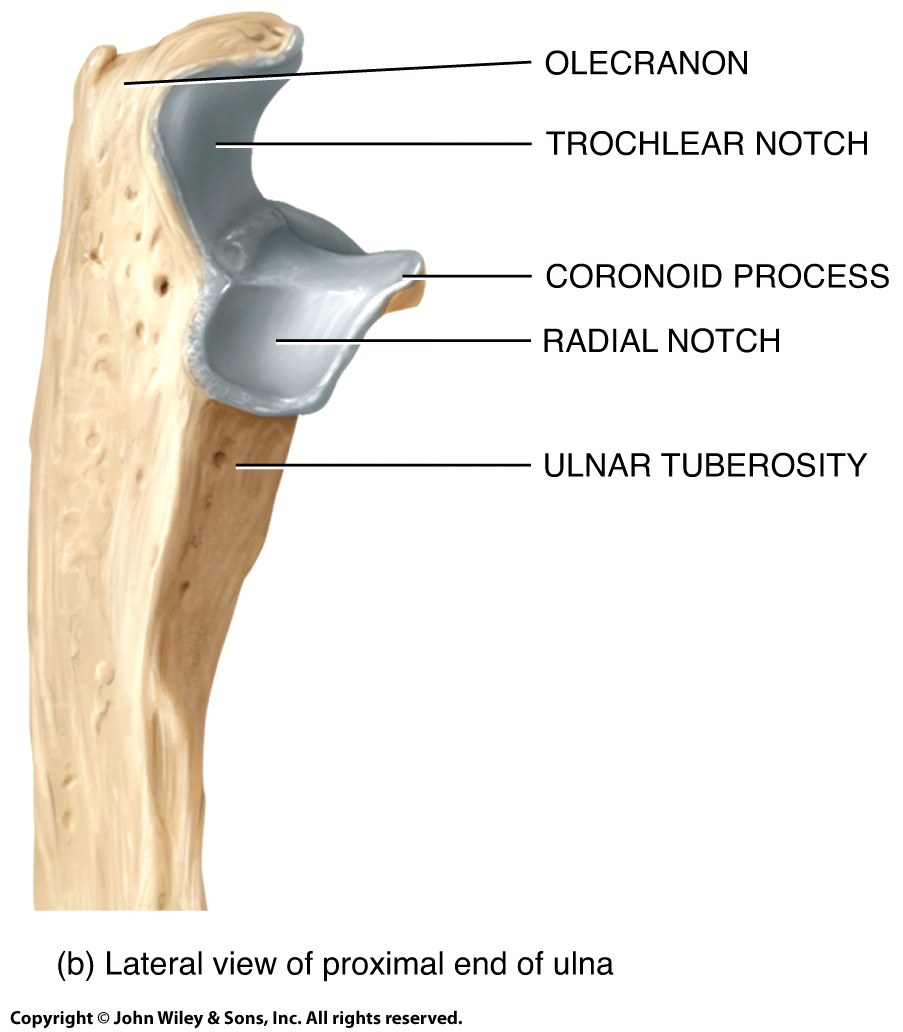 OLECRANON
TROCHLEAR NOTCH
CORONOID PROCESS
RADIAL NOTCH
ULNAR TUBEROSITY
(b) Lateral view of proximal end of ulna
Copyright © John Wiley & Sons, Inc. All rights reserved.